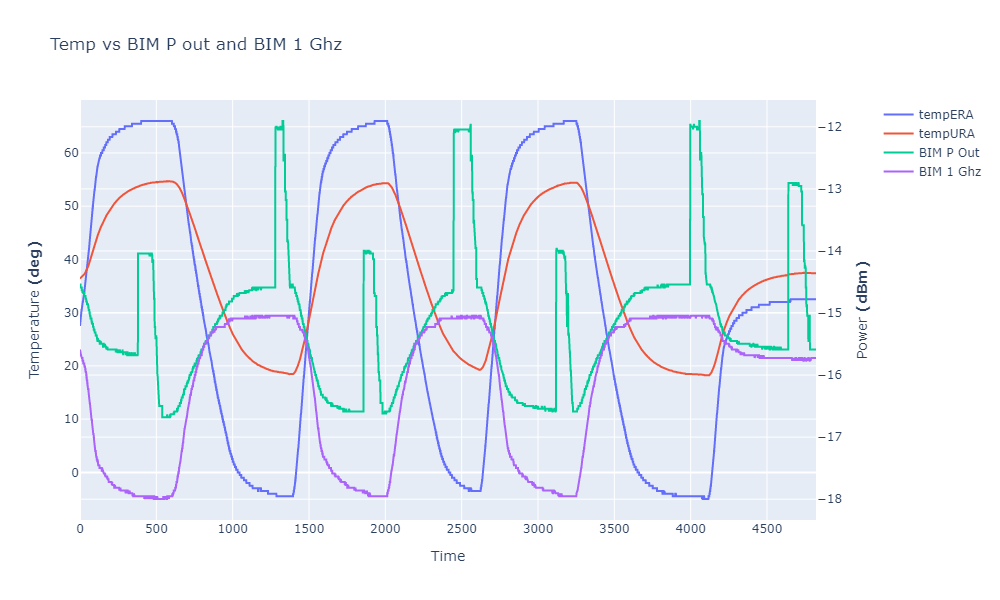 Temp vs BIM P out and BIM 1 Ghz
tempERA
tempURA
BIM P Out
BIM 1 Ghz
Temperature (deg)
60
50
40
30
20
10
0
−12
−13
−14
−15
−16
−17
−18
Power ( dBm )
0 500 1000 1500 2000 2500 3000 3500 4000 4500
Time